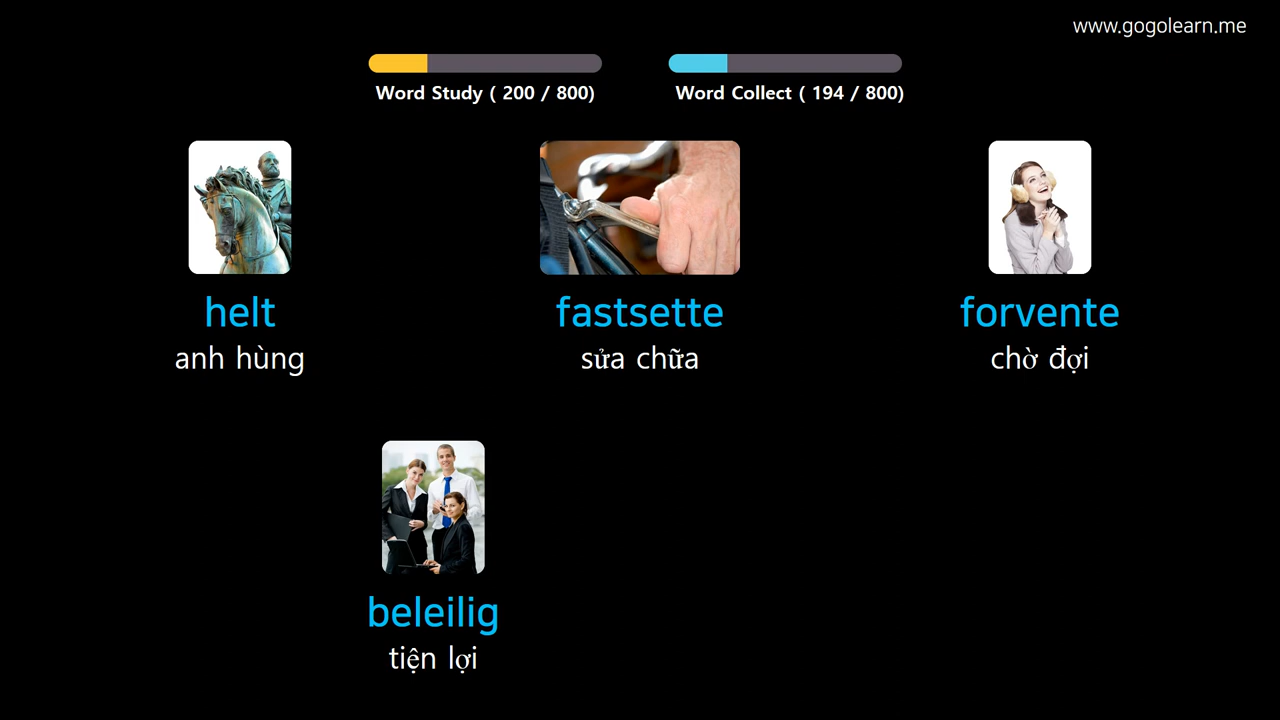 www.gogolearn.me
Word Study ( 200 / 800)
Word Collect ( 194 / 800)
helt
fastsette
forvente
anh hùng
sửa chữa
chờ đợi
beleilig
tiện lợi